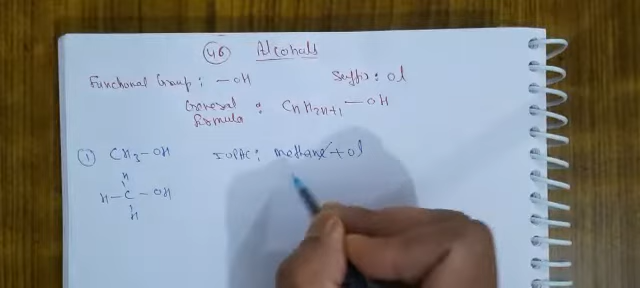 46 Alcohols
Functional Group: -OH Suffix: ol
General formula : CnH2n+1-OH
1 CH3-OH IUPAC: methane + ol
H
H-C-OH
H